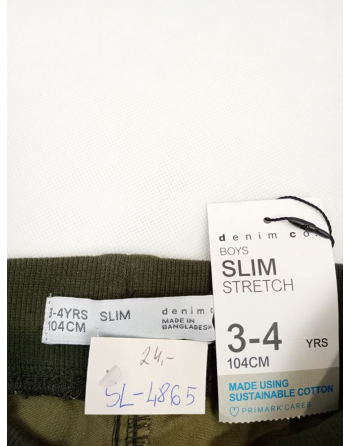 denim co.
BOYS
SLIM
STRETCH
3-4 YRS
104CM
MADE USING
SUSTAINABLE COTTON
PRIMARK CARES
3-4YRS SLIM denim
104CM MADE IN
BANGLADESH
24,-
SL-4865